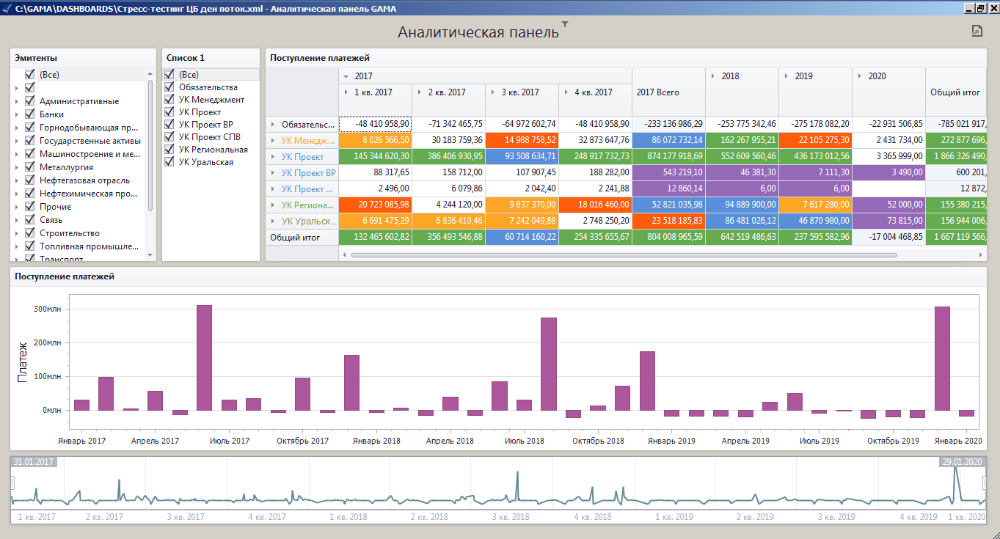 C:\GAMA\DASHBOARDS\Стресс-тестинг ЦБ ден поток.xml - Аналитическая панель GAMA
Аналитическая панель
Эмитенты
(Все)
Административные
Банки
Горнодобывающая пр...
Государственные активы
Машиностроение и ме...
Металлургия
Нефтегазовая отрасль
Нефтехимическая про...
Прочие
Связь
Строительство
Топливная промышле...
Транспорт
Список 1
(Все)
Обязательства
УК Менеджмент
УК Проект
УК Проект ВР
УК Проект СПВ
УК Региональная
УК Уральская
Поступление платежей
2017 2018 2019 2020
1 кв. 2017 2 кв. 2017 3 кв. 2017 4 кв. 2017 2017 Всего Общий итог
Обязательс... -48 410 958,90 -71 342 465,75 -64 972 602,74 -48 410 958,90 -233 136 986,29 -253 775 342,46 -275 178 082,20 -22 931 506,85 -785 021 917,
УК Менедж... 8 026 566,50 30 183 759,36 14 988 758,52 32 873 647,76 86 072 732,14 162 267 955,21 22 105 275,30 2 431 734,00 272 877 696,
УК Проект 145 344 620,30 386 406 930,95 93 508 634,71 248 917 732,73 874 177 918,69 552 609 560,46 436 173 012,56 3 365 999,00 1 866 326 490,
УК Проект ВР 88 317,65 158 712,00 107 907,45 188 282,00 543 219,10 46 381,30 7 111,30 3 490,00 600 201,
УК Проект ... 2 496,00 6 079,86 2 042,40 2 241,88 12 860,14 6,00 6,00 12 872,
УК Региона... 20 723 085,98 4 244 120,00 9 837 370,00 18 016 460,00 52 821 035,98 94 889 900,00 7 617 280,00 52 000,00 155 380 215,
УК Уральск... 6 691 475,29 6 836 410,46 7 242 049,88 2 748 250,20 23 518 185,83 86 481 026,12 46 870 980,00 73 815,00 156 944 006,
Общий итог 132 465 602,82 356 493 546,88 60 714 160,22 254 335 655,67 804 008 965,59 642 519 486,63 237 595 582,96 -17 004 468,85 1 667 119 566,
Поступление платежей
Платеж
300млн
200млн
100млн
0млн
Январь 2017 Апрель 2017 Июль 2017 Октябрь 2017 Январь 2018 Апрель 2018 Июль 2018 Октябрь 2018 Январь 2019 Апрель 2019 Июль 2019 Октябрь 2019 Январь 2020
31.01.2017 29.01.2020
1 кв. 2017 2 кв. 2017 3 кв. 2017 4 кв. 2017 1 кв. 2018 2 кв. 2018 3 кв. 2018 4 кв. 2018 1 кв. 2019 2 кв. 2019 3 кв. 2019 4 кв. 2019 1 кв. 2020